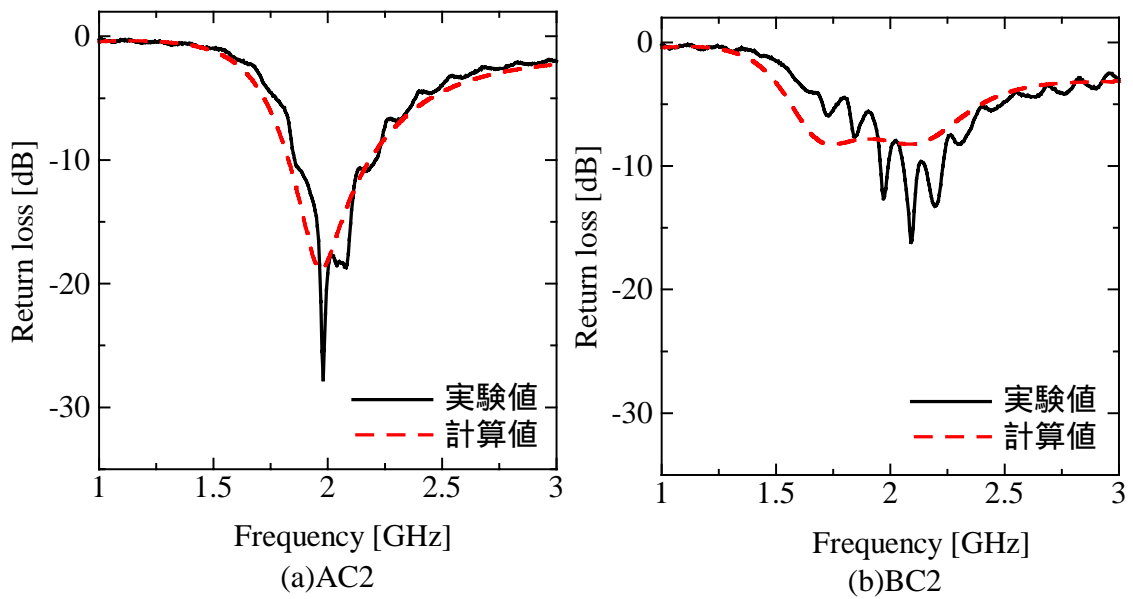 0
-10
-20
-30
Return loss [dB]
実験値
計算値
1
1.5
2
2.5
3
Frequency [GHz]
(a)AC2
0
-10
-20
-30
Return loss [dB]
実験値
計算値
1
1.5
2
2.5
3
Frequency [GHz]
(b)BC2